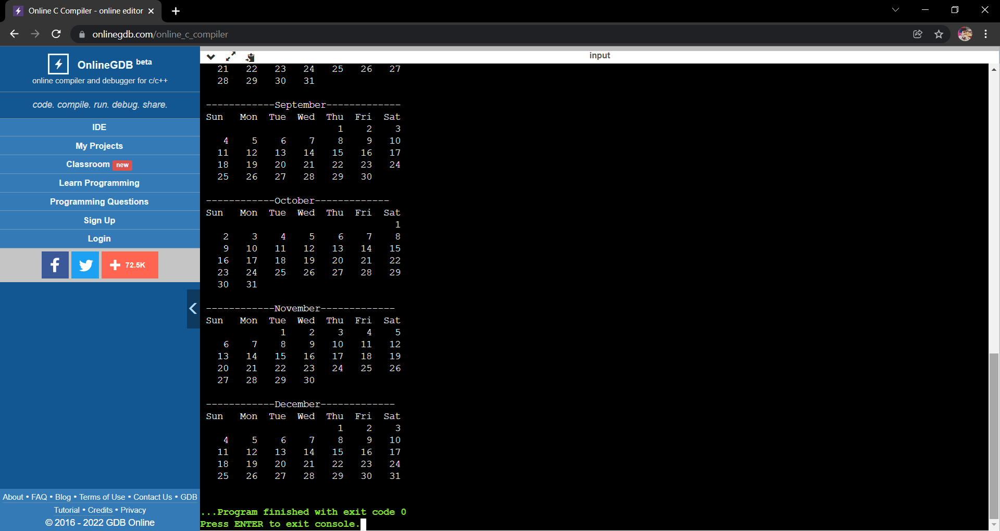 Online C Compiler - online editor
onlinegdb.com/online_c_compiler
OnlineGDB beta
online compiler and debugger for c/c++
code. compile. run. debug. share.
IDE
My Projects
Classroom new
Learn Programming
Programming Questions
Sign Up
Login
72.5K
About • FAQ • Blog • Terms of Use • Contact Us • GDB
Tutorial • Credits • Privacy
© 2016 - 2022 GDB Online
input
21 22 23 24 25 26 27
28 29 30 31
------------September-------------
Sun Mon Tue Wed Thu Fri Sat
1 2 3
4 5 6 7 8 9 10
11 12 13 14 15 16 17
18 19 20 21 22 23 24
25 26 27 28 29 30
------------October-------------
Sun Mon Tue Wed Thu Fri Sat
1
2 3 4 5 6 7 8
9 10 11 12 13 14 15
16 17 18 19 20 21 22
23 24 25 26 27 28 29
30 31
------------November-------------
Sun Mon Tue Wed Thu Fri Sat
1 2 3 4 5
6 7 8 9 10 11 12
13 14 15 16 17 18 19
20 21 22 23 24 25 26
27 28 29 30
------------December-------------
Sun Mon Tue Wed Thu Fri Sat
1 2 3
4 5 6 7 8 9 10
11 12 13 14 15 16 17
18 19 20 21 22 23 24
25 26 27 28 29 30 31
...Program finished with exit code 0
Press ENTER to exit console.